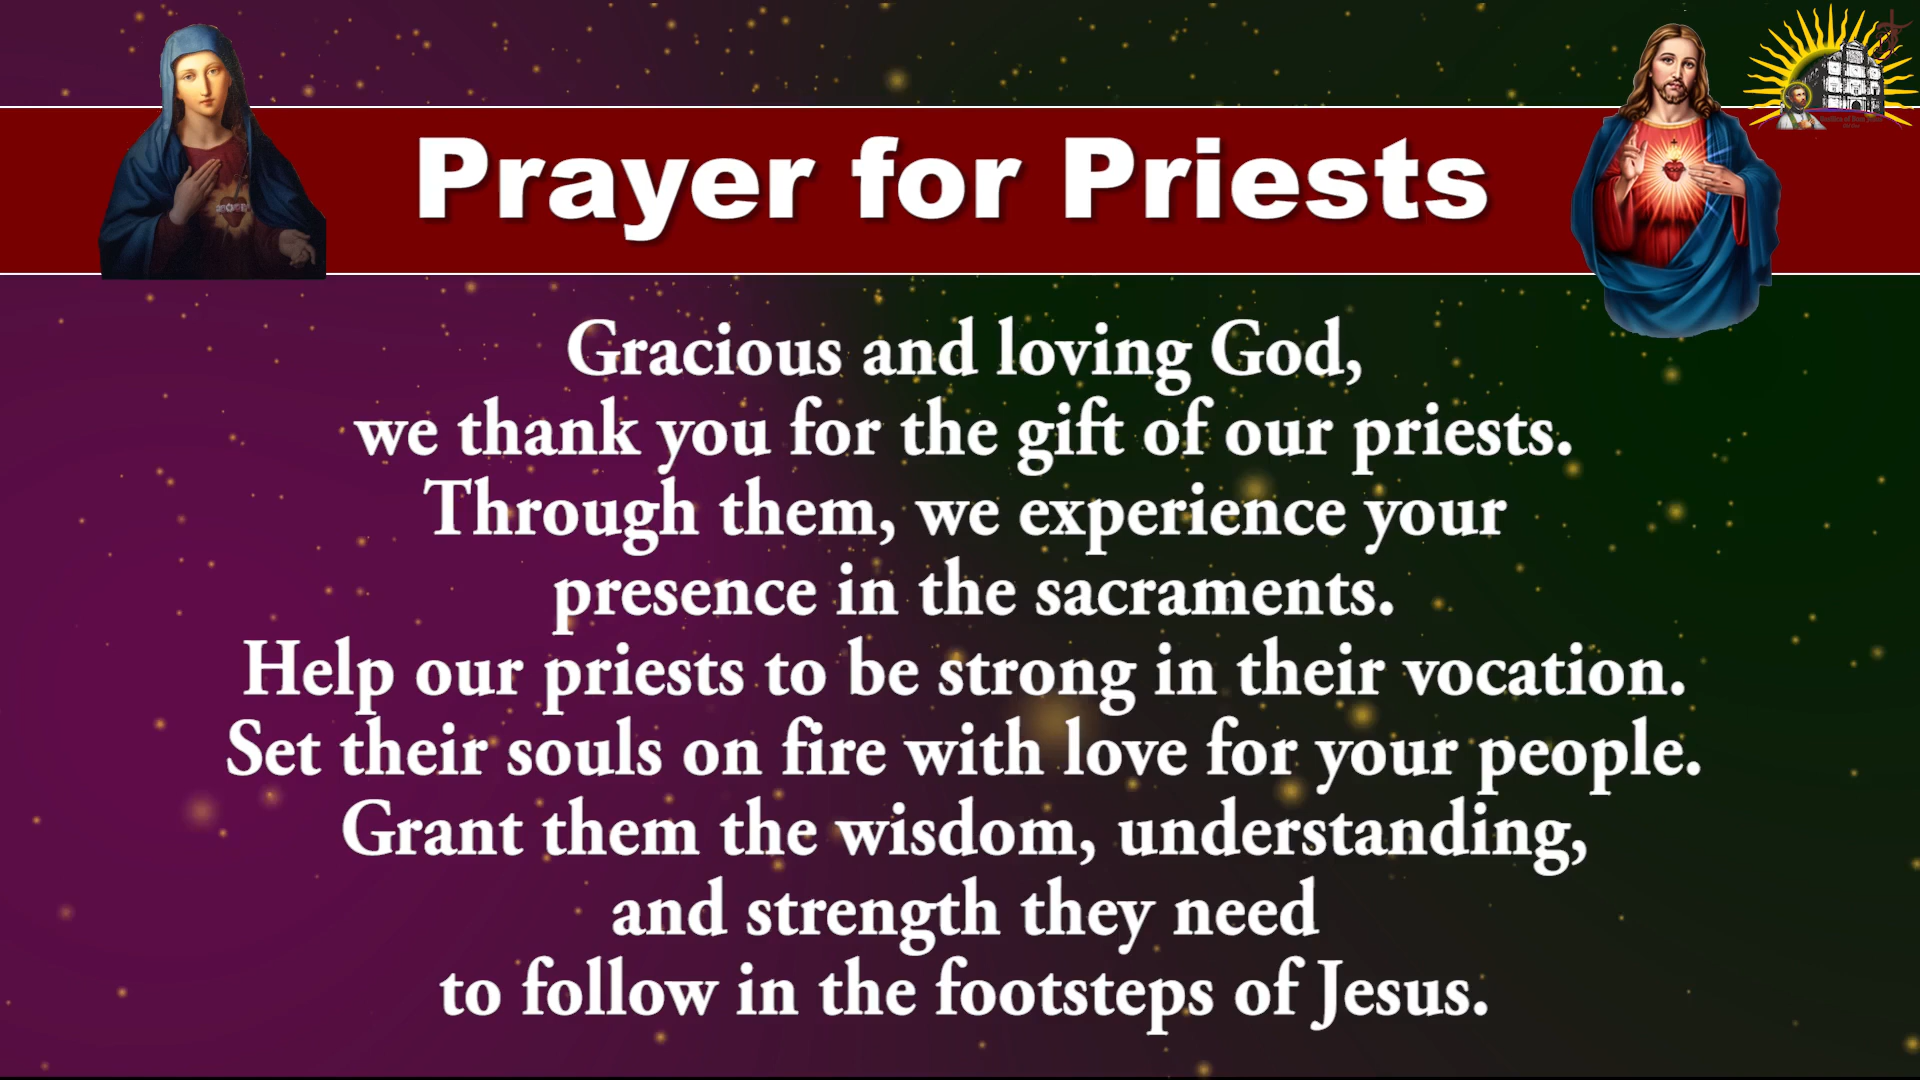 Prayer for Priests
Gracious and loving God,
we thank you for the gift of our priests.
Through them, we experience your
presence in the sacraments.
Help our priests to be strong in their vocation.
Set their souls on fire with love for your people.
Grant them the wisdom, understanding,
and strength they need
to follow in the footsteps of Jesus.